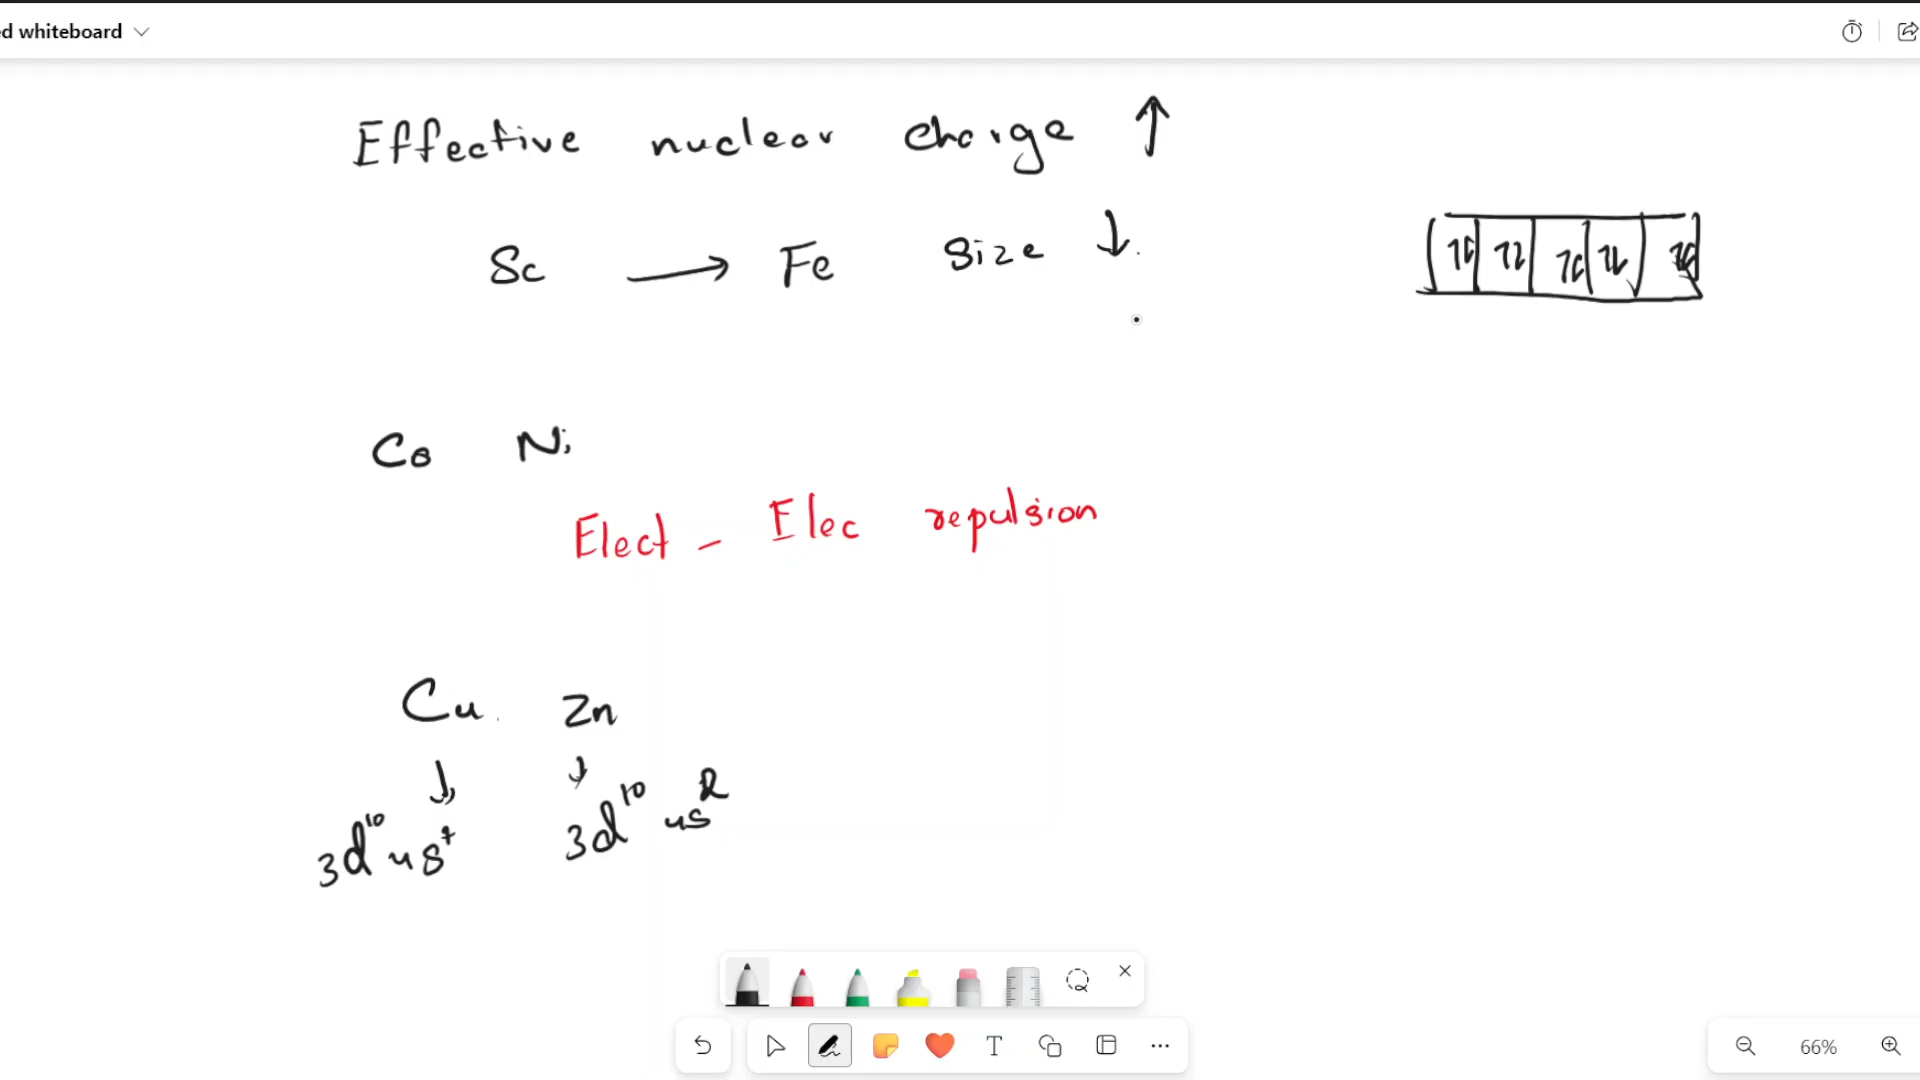 ed whiteboard
Effective nuclear charge ↑
Sc → Fe Size ↓
Co Ni
Elect - Elec repulsion
Cu Zn
↓ ↓
3d¹⁰ 4s¹ 3d¹⁰ 4s²
T
66%